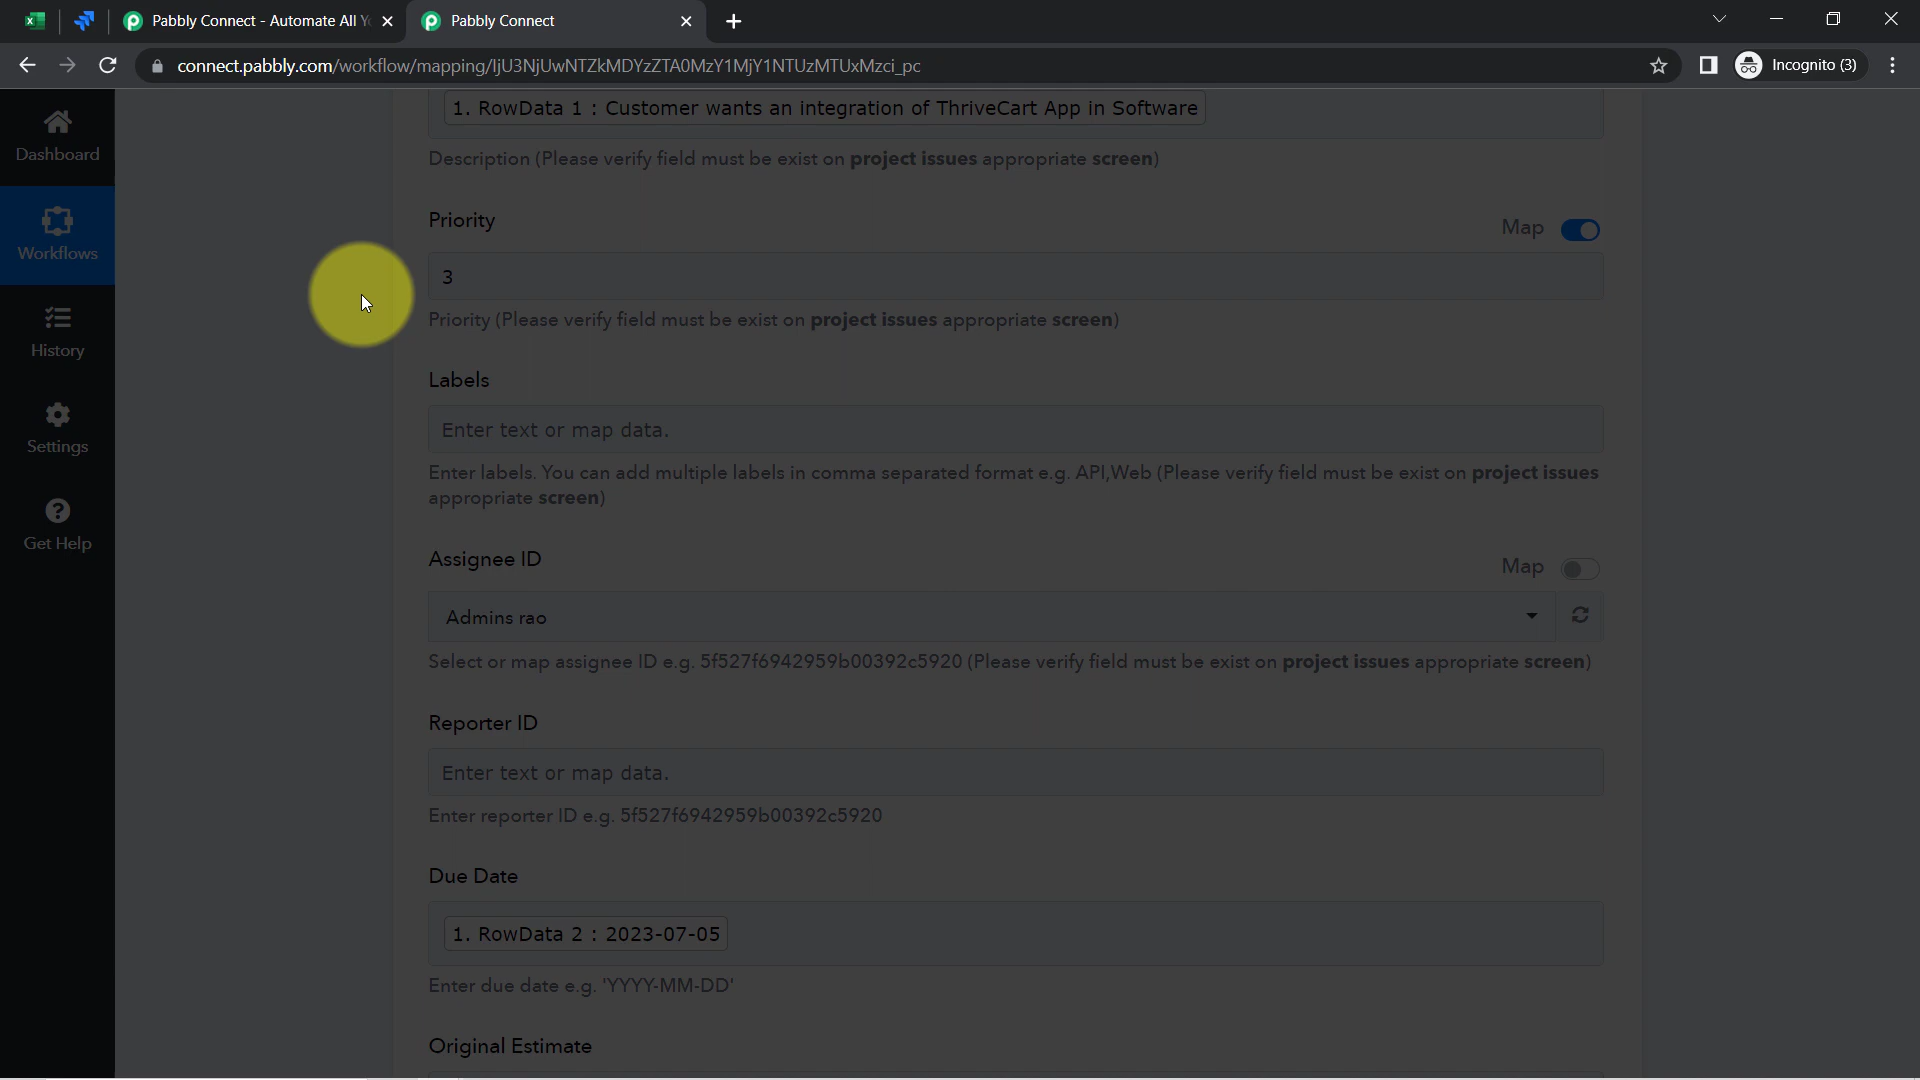 Pabbly Connect - Automate All Y
Pabbly Connect
connect.pabbly.com/workflow/mapping/IjU3NjUwNTZkMDYzZTA0MzY1MjY1NTUzMTUxMzci_pc
Incognito (3)
Dashboard
Workflows
History
Settings
Get Help
1. RowData 1 : Customer wants an integration of ThriveCart App in Software
Description (Please verify field must be exist on project issues appropriate screen)
Priority
Map
3
Priority (Please verify field must be exist on project issues appropriate screen)
Labels
Enter text or map data.
Enter labels. You can add multiple labels in comma separated format e.g. API,Web (Please verify field must be exist on project issues
appropriate screen)
Assignee ID
Map
Admins rao
Select or map assignee ID e.g. 5f527f6942959b00392c5920 (Please verify field must be exist on project issues appropriate screen)
Reporter ID
Enter text or map data.
Enter reporter ID e.g. 5f527f6942959b00392c5920
Due Date
1. RowData 2 : 2023-07-05
Enter due date e.g. 'YYYY-MM-DD'
Original Estimate